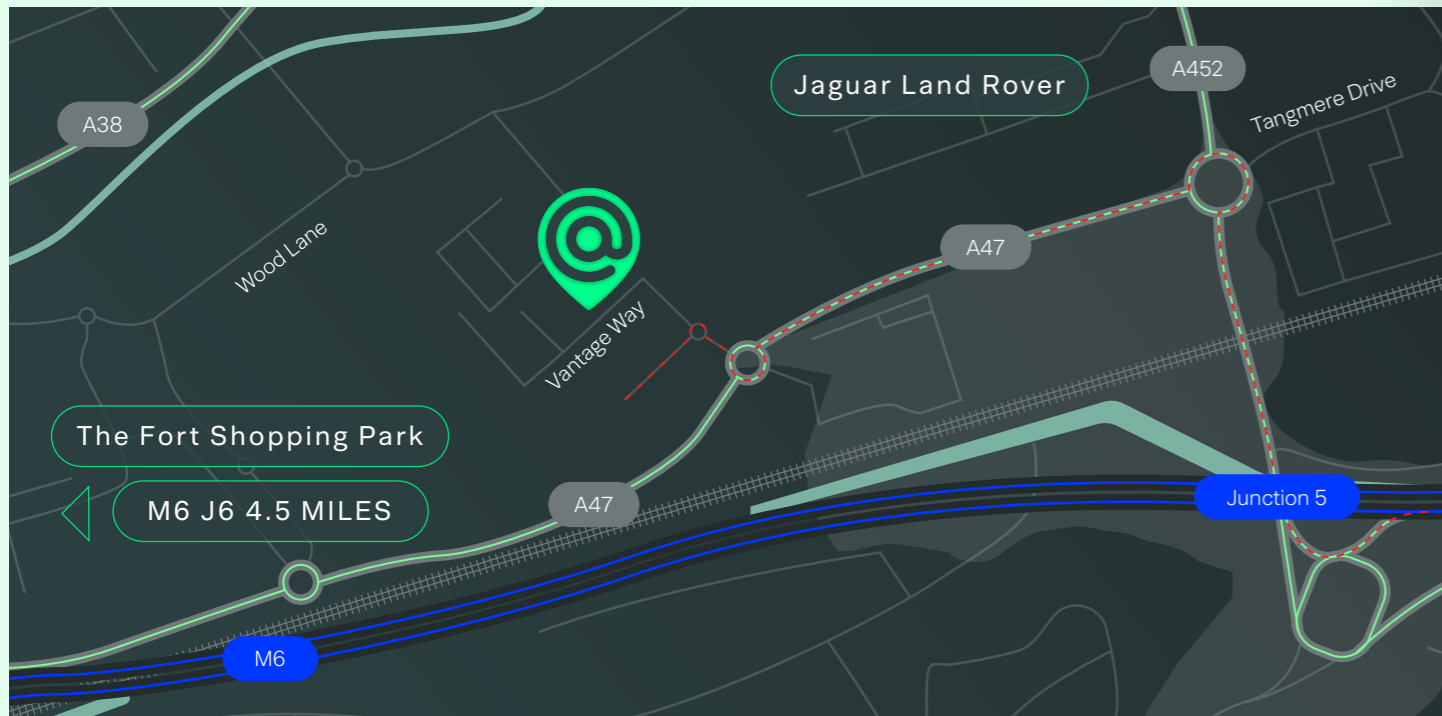 A452
Jaguar Land Rover
Tangmere Drive
A38
Wood Lane
A47
Vantage Way
The Fort Shopping Park
M6 J6 4.5 MILES
A47
Junction 5
M6